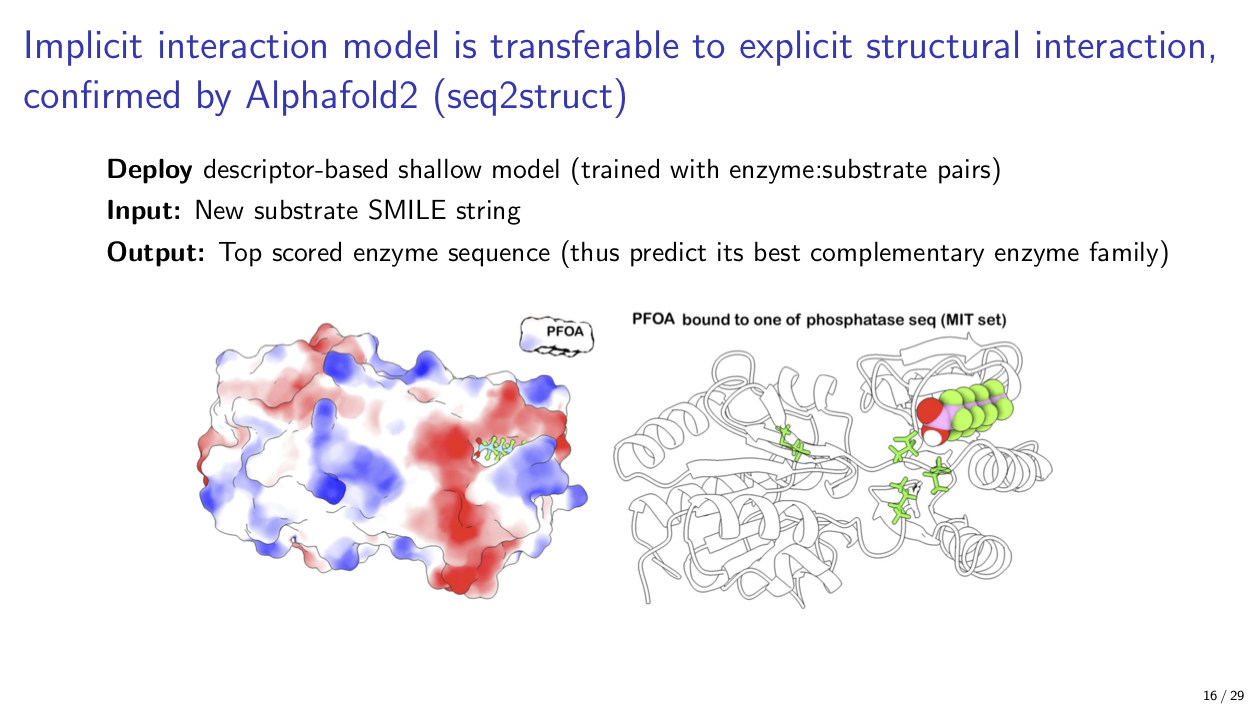 Implicit interaction model is transferable to explicit structural interaction,
confirmed by Alphafold2 (seq2struct)
Deploy descriptor-based shallow model (trained with enzyme:substrate pairs)
Input: New substrate SMILE string
Output: Top scored enzyme sequence (thus predict its best complementary enzyme family)
PFOA
PFOA bound to one of phosphatase seq (MIT set)
16 / 29